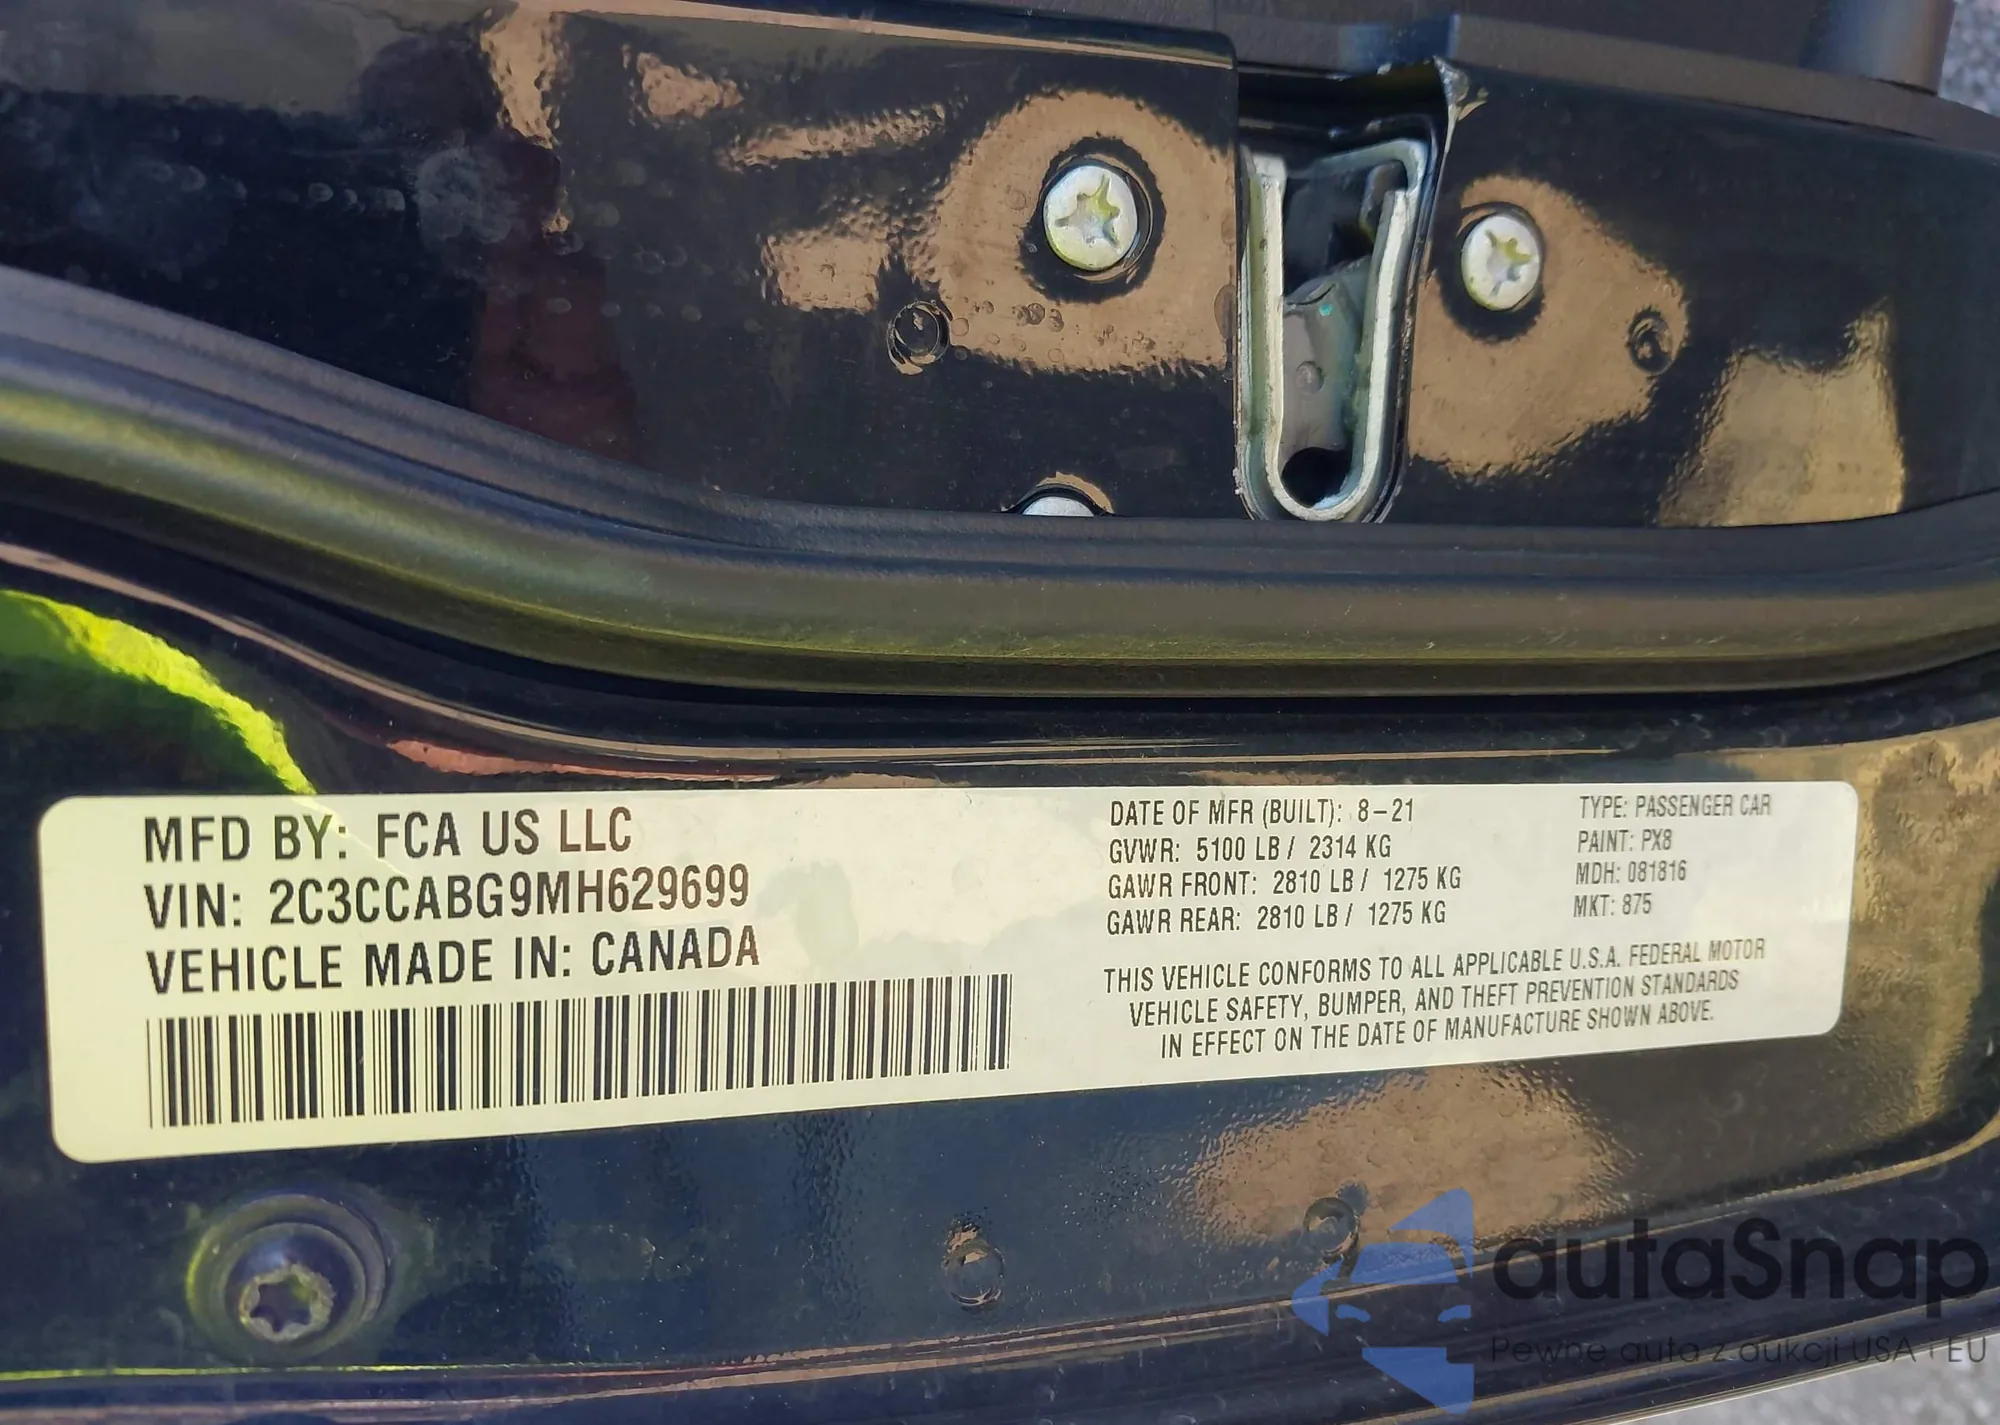 MFD BY: FCA US LLC
VIN: 2C3CCABG9MH629699
VEHICLE MADE IN: CANADA
DATE OF MFR (BUILT): 8-21
GVWR: 5100 LB / 2314 KG
GAWR FRONT: 2810 LB / 1275 KG
GAWR REAR: 2810 LB / 1275 KG
TYPE: PASSENGER CAR
PAINT: PX8
MDH: 081816
MKT: 875
THIS VEHICLE CONFORMS TO ALL APPLICABLE U.S.A. FEDERAL MOTOR
VEHICLE SAFETY, BUMPER, AND THEFT PREVENTION STANDARDS
IN EFFECT ON THE DATE OF MANUFACTURE SHOWN ABOVE.
autaSnap
Pewne auta z aukcji USA i EU